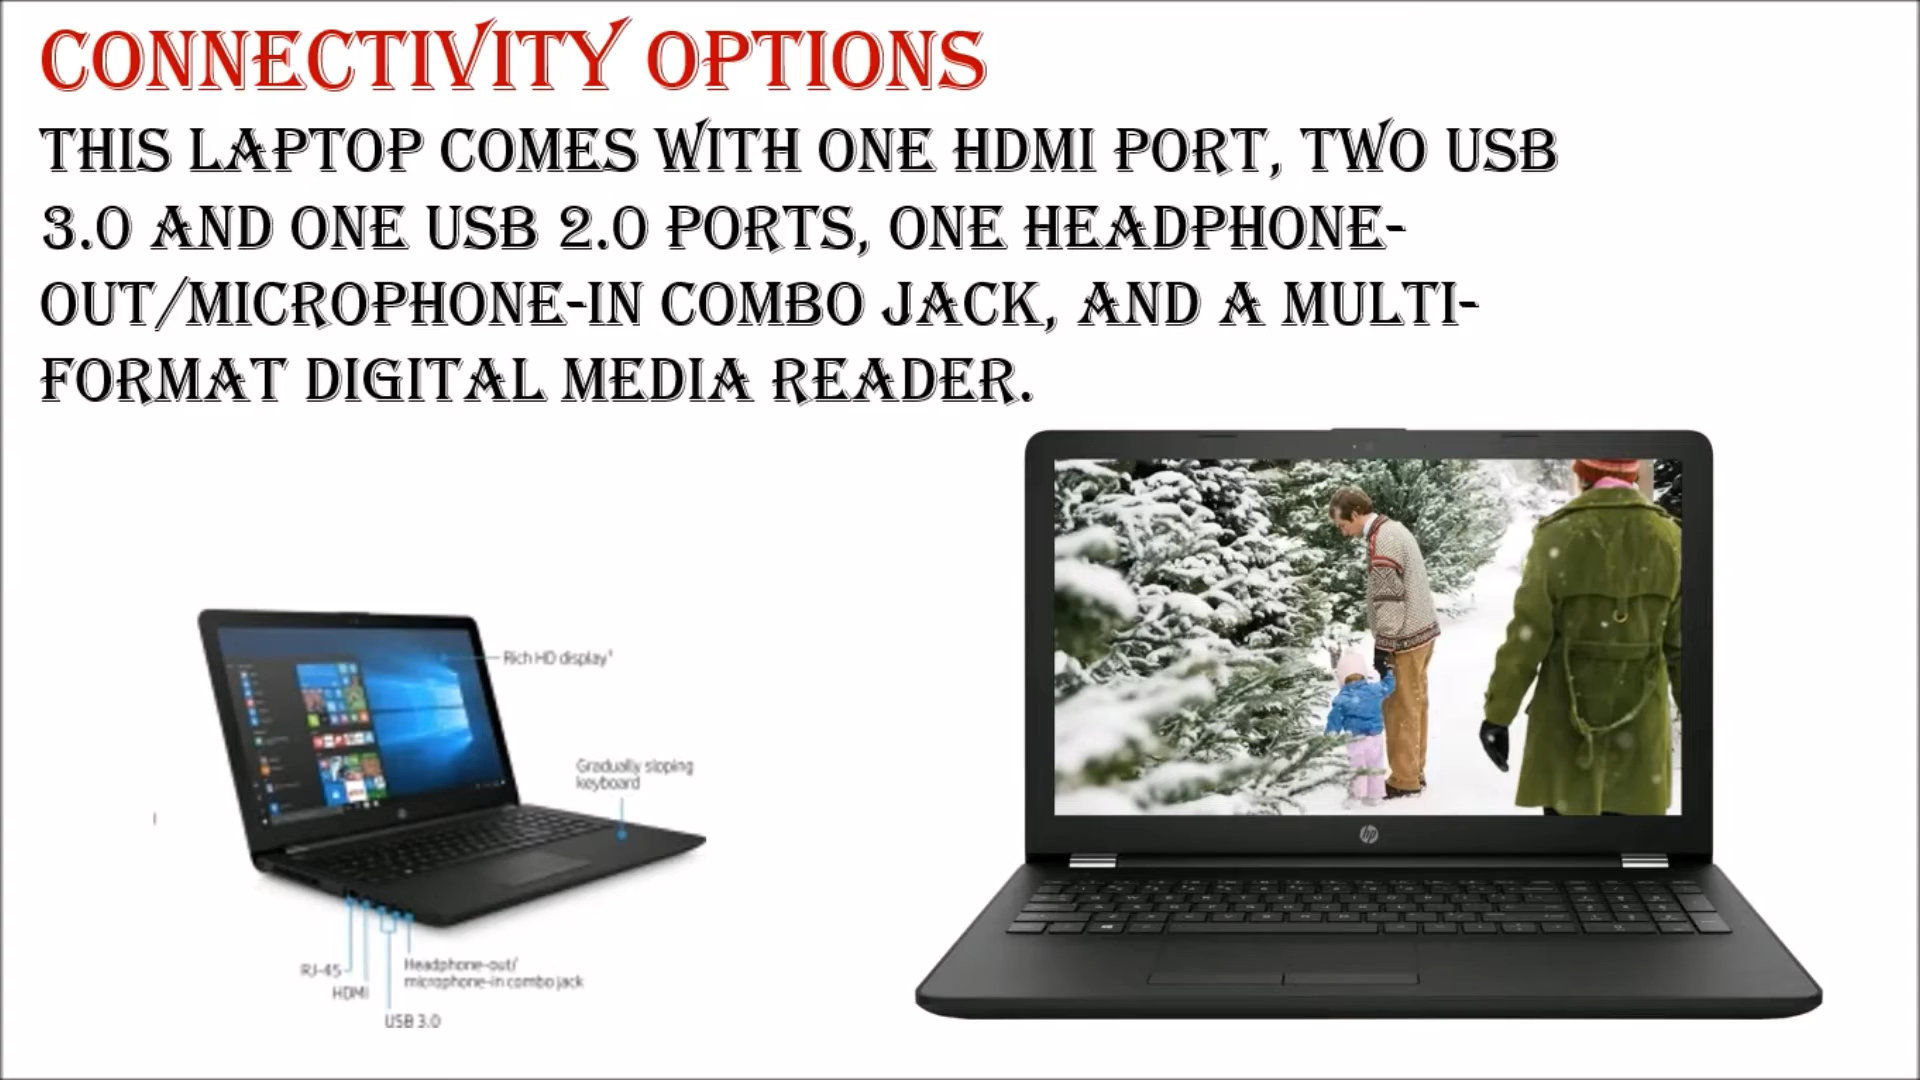 CONNECTIVITY OPTIONS
THIS LAPTOP COMES WITH ONE HDMI PORT, TWO USB
3.0 AND ONE USB 2.0 PORTS, ONE HEADPHONE-
OUT/MICROPHONE-IN COMBO JACK, AND A MULTI-
FORMAT DIGITAL MEDIA READER.
Rich HD display¹
Gradually sloping
keyboard
RJ-45
Headphone-out/
microphone-in combo jack
HDMI
USB 3.0
hp